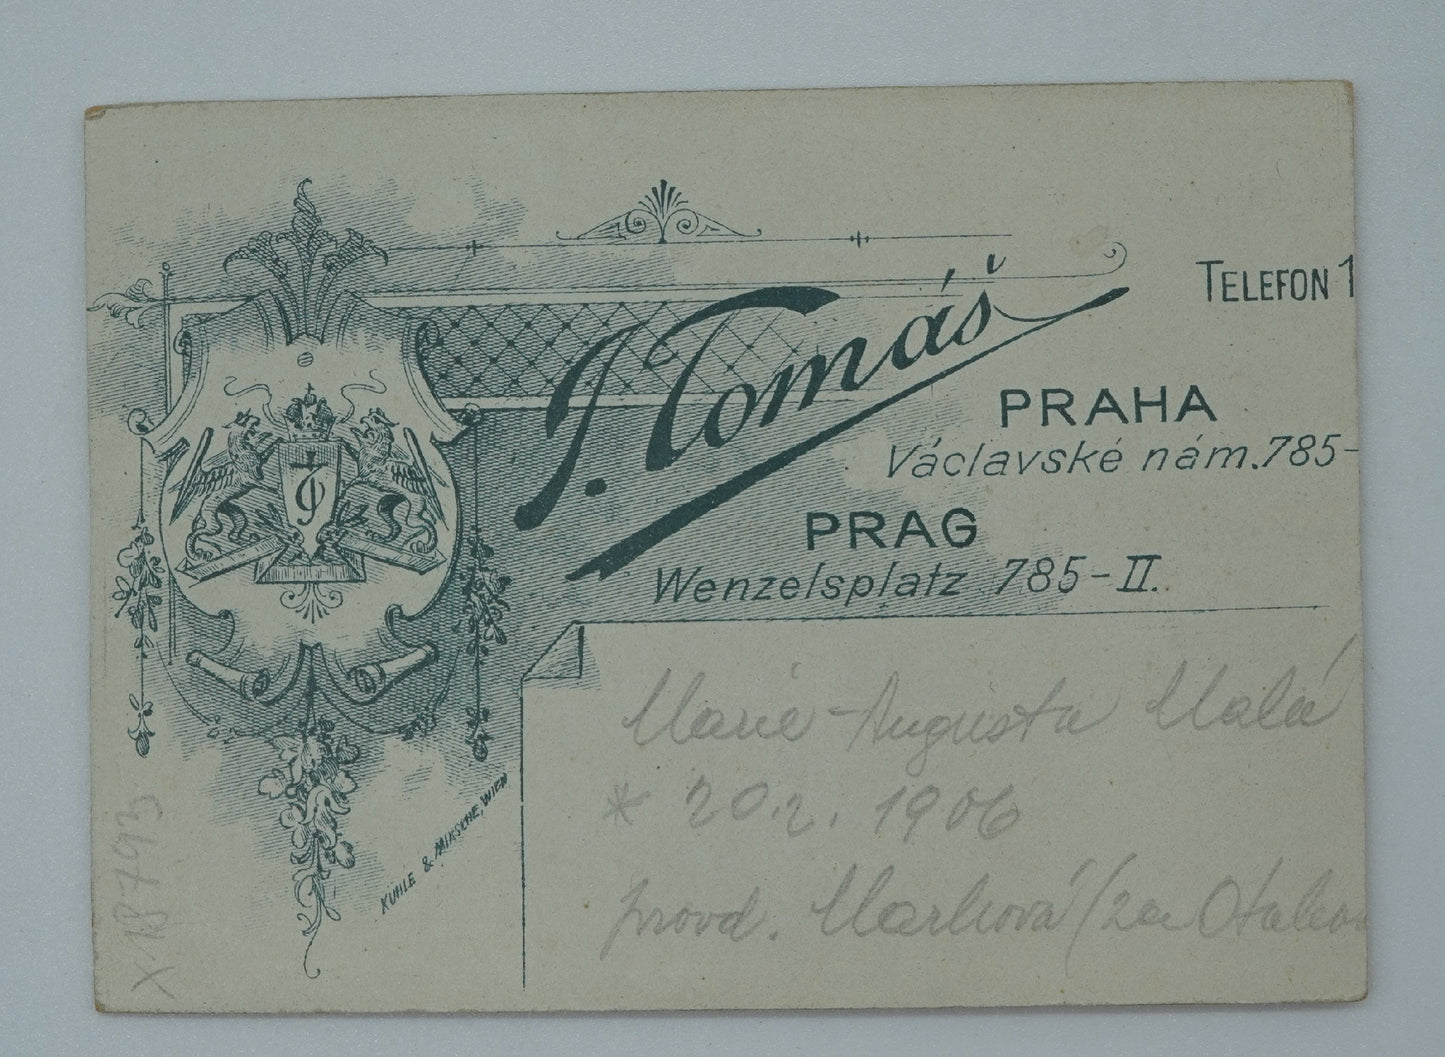 J. Tomáš
TELEFON 1
PRAHA
Václavské nám. 785-
PRAG
Wenzelsplatz 785-II.
KÜHLE & MIKSCHE, WIEN
Marie-Augusta Malá
* 20.2. 1906
provd. Marková (za
X 18793